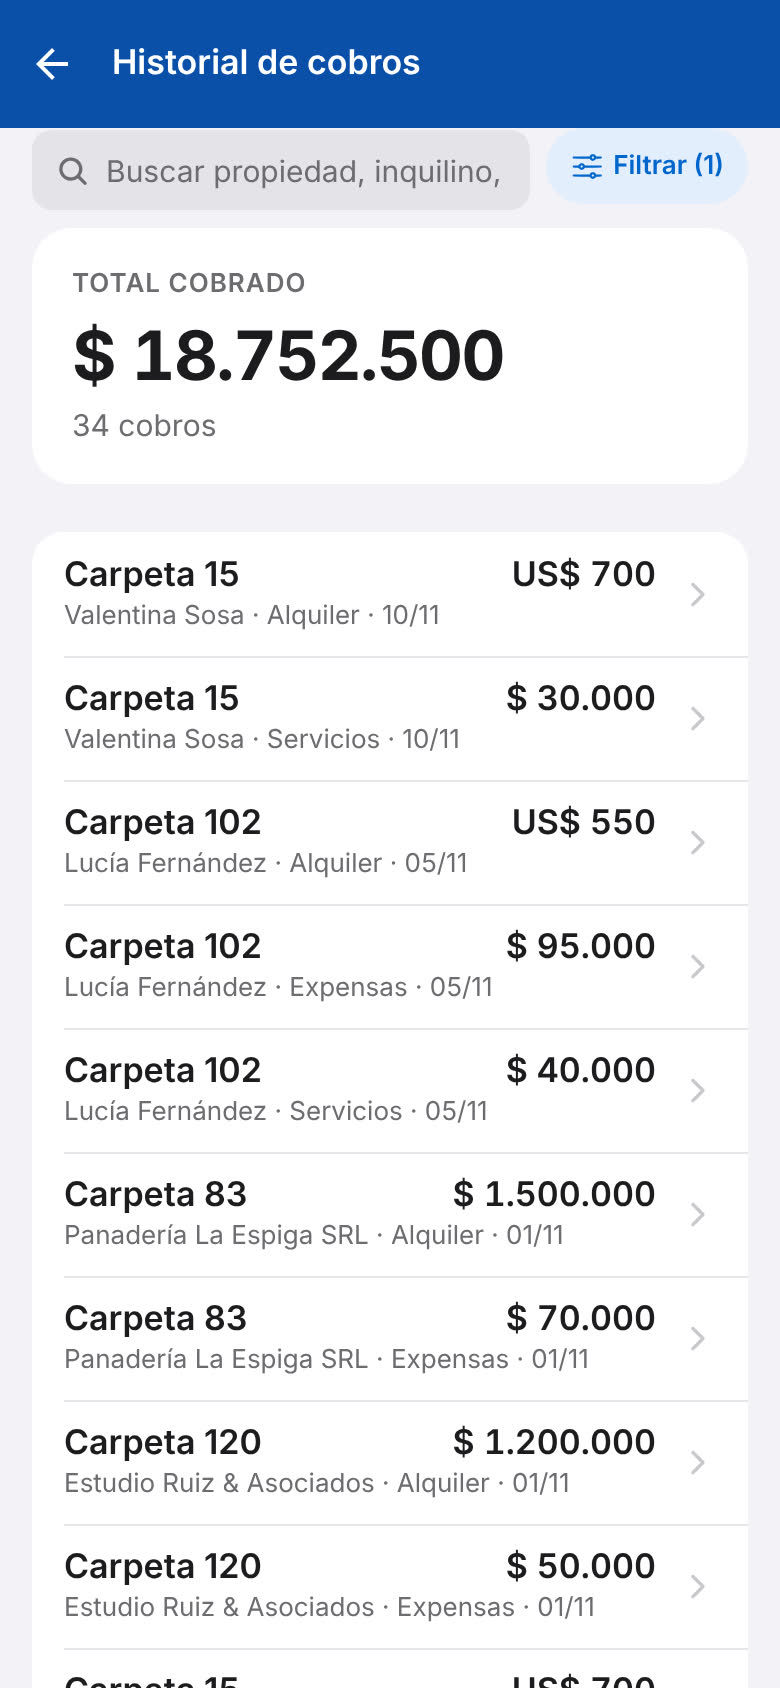 Historial de cobros
Buscar propiedad, inquilino,
Filtrar (1)
TOTAL COBRADO
$ 18.752.500
34 cobros
Carpeta 15
US$ 700
Valentina Sosa · Alquiler · 10/11
Carpeta 15
$ 30.000
Valentina Sosa · Servicios · 10/11
Carpeta 102
US$ 550
Lucía Fernández · Alquiler · 05/11
Carpeta 102
$ 95.000
Lucía Fernández · Expensas · 05/11
Carpeta 102
$ 40.000
Lucía Fernández · Servicios · 05/11
Carpeta 83
$ 1.500.000
Panadería La Espiga SRL · Alquiler · 01/11
Carpeta 83
$ 70.000
Panadería La Espiga SRL · Expensas · 01/11
Carpeta 120
$ 1.200.000
Estudio Ruiz & Asociados · Alquiler · 01/11
Carpeta 120
$ 50.000
Estudio Ruiz & Asociados · Expensas · 01/11
Carpeta 15
US$ 700